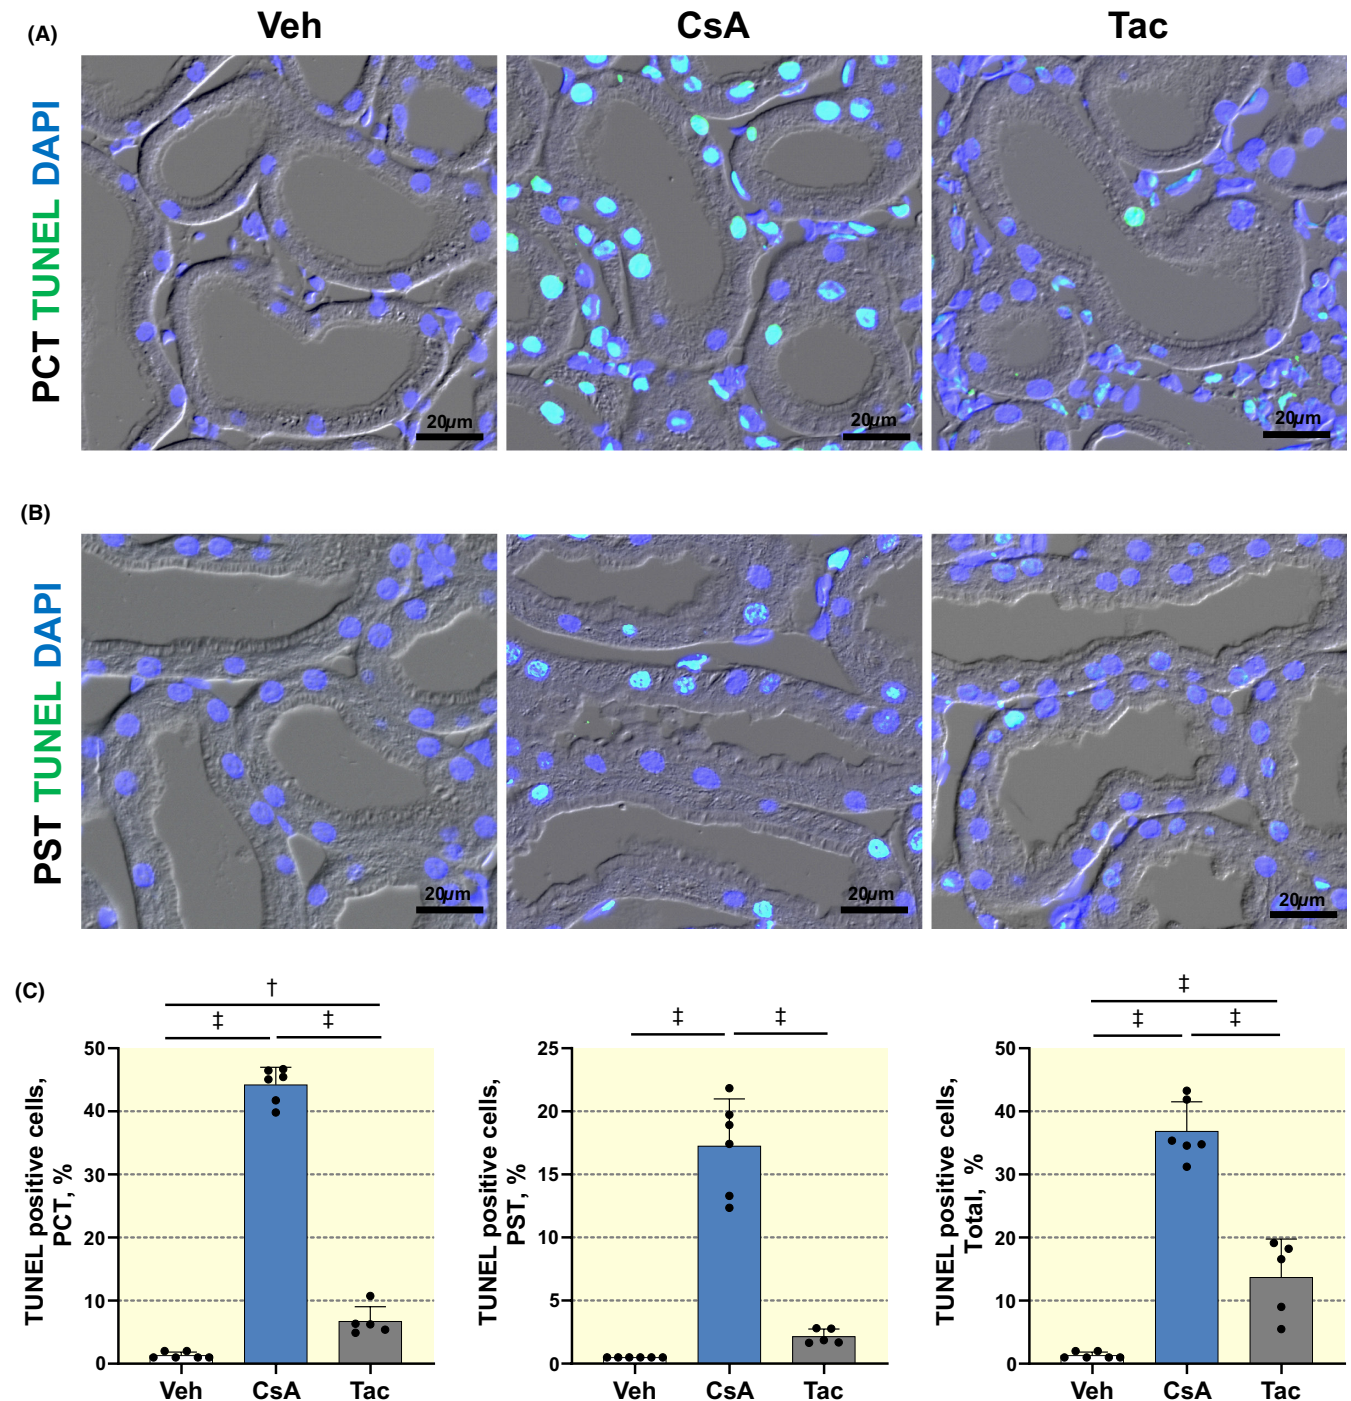 (A)
Veh CsA Tac
PCT TUNEL DAPI
20µm 20µm 20µm
(B)
PST TUNEL DAPI
20µm 20µm 20µm
(C)
†
‡ ‡
TUNEL positive cells,
PCT, %
50
40
30
20
10
0
Veh CsA Tac
‡ ‡
TUNEL positive cells,
PST, %
25
20
15
10
5
0
Veh CsA Tac
‡
‡ ‡
TUNEL positive cells,
Total, %
50
40
30
20
10
0
Veh CsA Tac